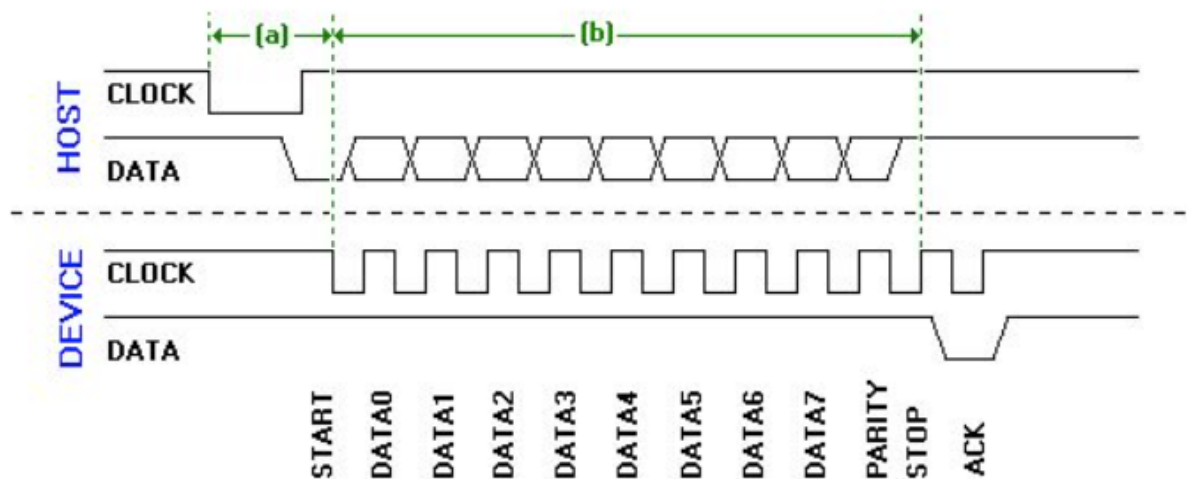 (a)
(b)
HOST
CLOCK
DATA
DEVICE
CLOCK
DATA
START
DATA0
DATA1
DATA2
DATA3
DATA4
DATA5
DATA6
DATA7
PARITY
STOP
ACK